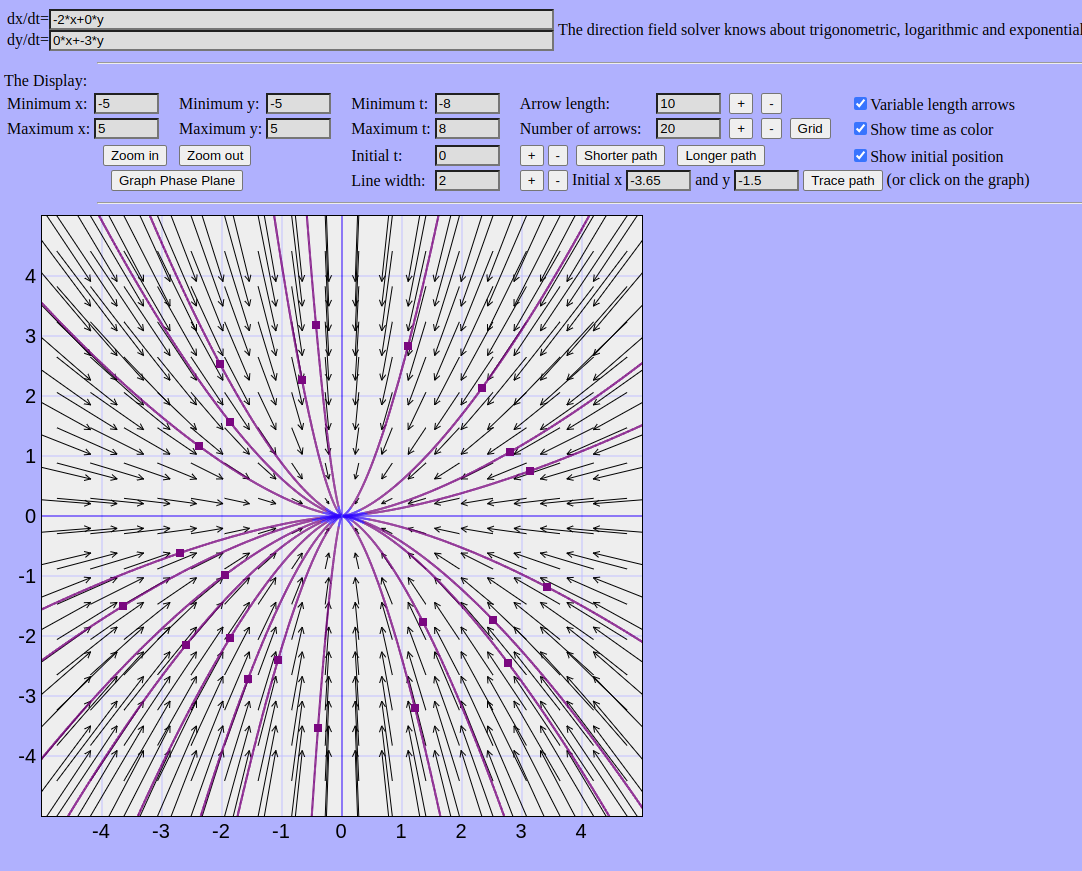 dx/dt= -2*x+0*y
dy/dt= 0*x+-3*y
The direction field solver knows about trigonometric, logarithmic and exponential
The Display:
Minimum x: -5 Minimum y: -5 Minimum t: -8 Arrow length: 10 + - Variable length arrows
Maximum x: 5 Maximum y: 5 Maximum t: 8 Number of arrows: 20 + - Grid Show time as color
Zoom in Zoom out Initial t: 0 + - Shorter path Longer path Show initial position
Graph Phase Plane Line width: 2 + - Initial x -3.65 and y -1.5 Trace path (or click on the graph)
4
3
2
1
0
-1
-2
-3
-4
-4 -3 -2 -1 0 1 2 3 4